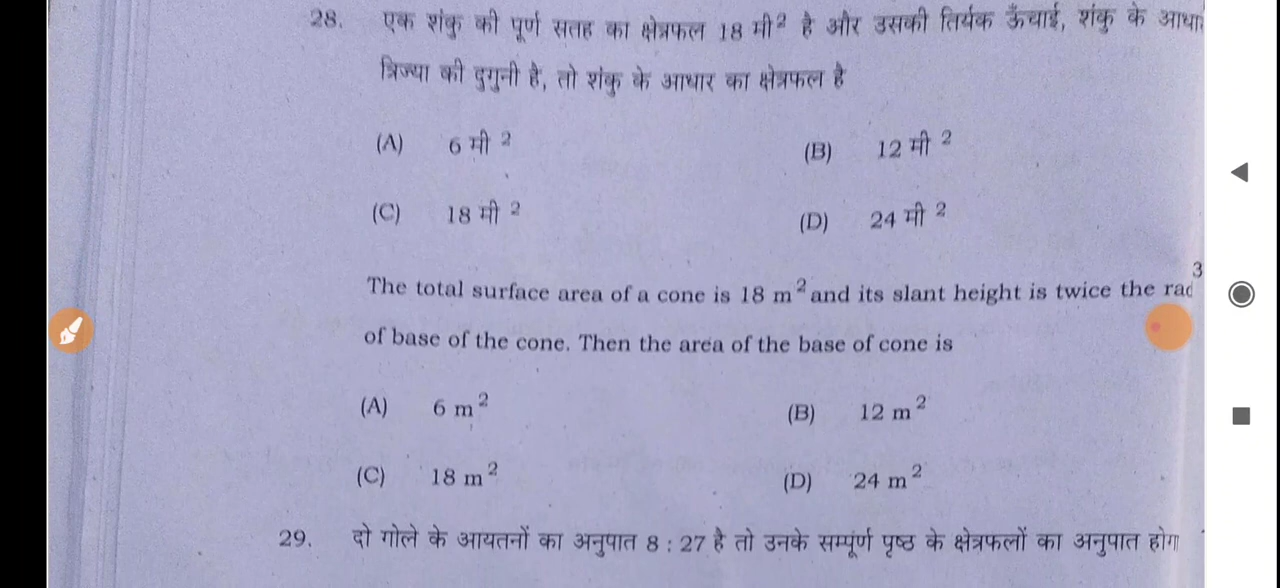 28. एक शंकु की पूर्ण सतह का क्षेत्रफल 18 मी² है और उसकी तिर्यक ऊँचाई, शंकु के
त्रिज्या की दुगुनी है, तो शंकु के आधार का क्षेत्रफल है
(A) 6 मी ² (B) 12 मी ²
(C) 18 मी ² (D) 24 मी ²
3
The total surface area of a cone is 18 m² and its slant height is twice the
of base of the cone. Then the area of the base of cone is
(A) 6 m² (B) 12 m²
(C) 18 m² (D) 24 m²
29. दो गोले के आयतनों का अनुपात 8 : 27 है तो उनके सम्पूंर्ण पृष्ठ के क्षेत्रफलों का अनुपात होगा